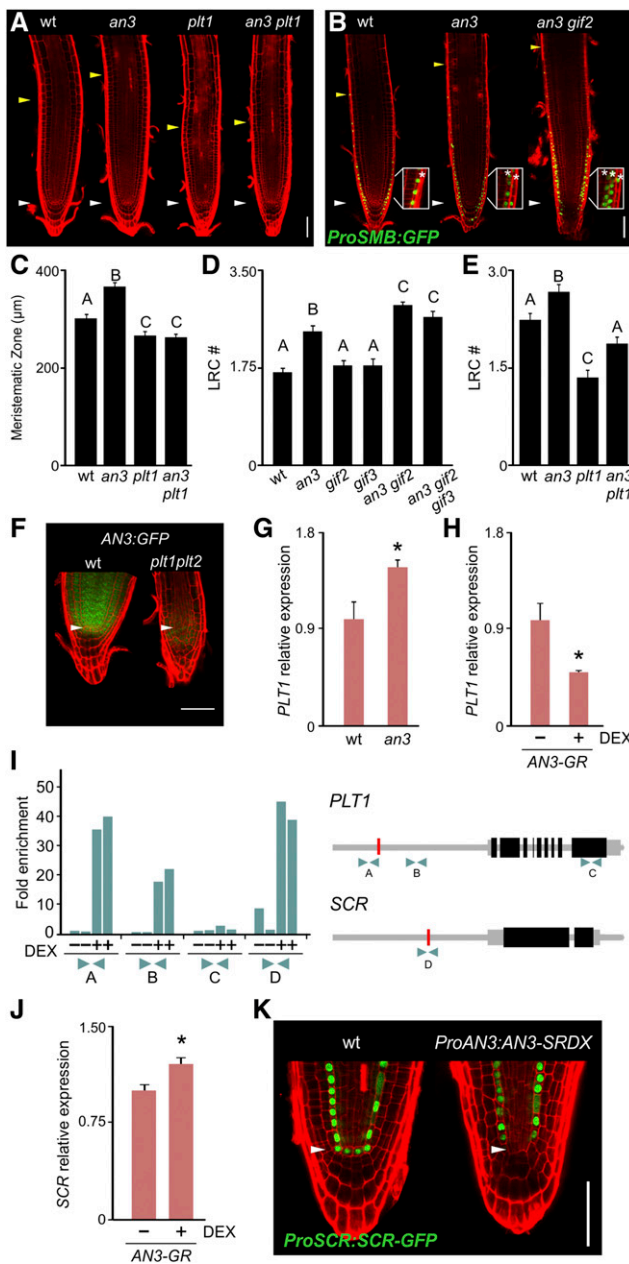 A
wt an3 plt1 an3 plt1
B
wt an3 an3 gif2
* ** ***
ProSMB:GFP
C
Meristematic Zone (µm)
400
200
0
A B C C
wt an3 plt1 an3 plt1
D
LRC #
3.50
1.75
0
A B A A C C
wt an3 gif2 gif3 an3 gif2 an3 gif2 gif3
E
LRC #
3.0
1.5
0
A B C A
wt an3 plt1 an3 plt1
F
AN3:GFP
wt plt1plt2
G
PLT1 relative expression
1.8
0.9
0
*
wt an3
H
PLT1 relative expression
1.8
0.9
0
*
− + DEX
AN3-GR
I
Fold enrichment
50
40
30
20
10
0
DEX −−++ −−++ −−++ −−++
A B C D
PLT1
A B C
SCR
D
J
SCR relative expression
1.50
0.75
0
*
− + DEX
AN3-GR
K
wt ProAN3:AN3-SRDX
ProSCR:SCR-GFP